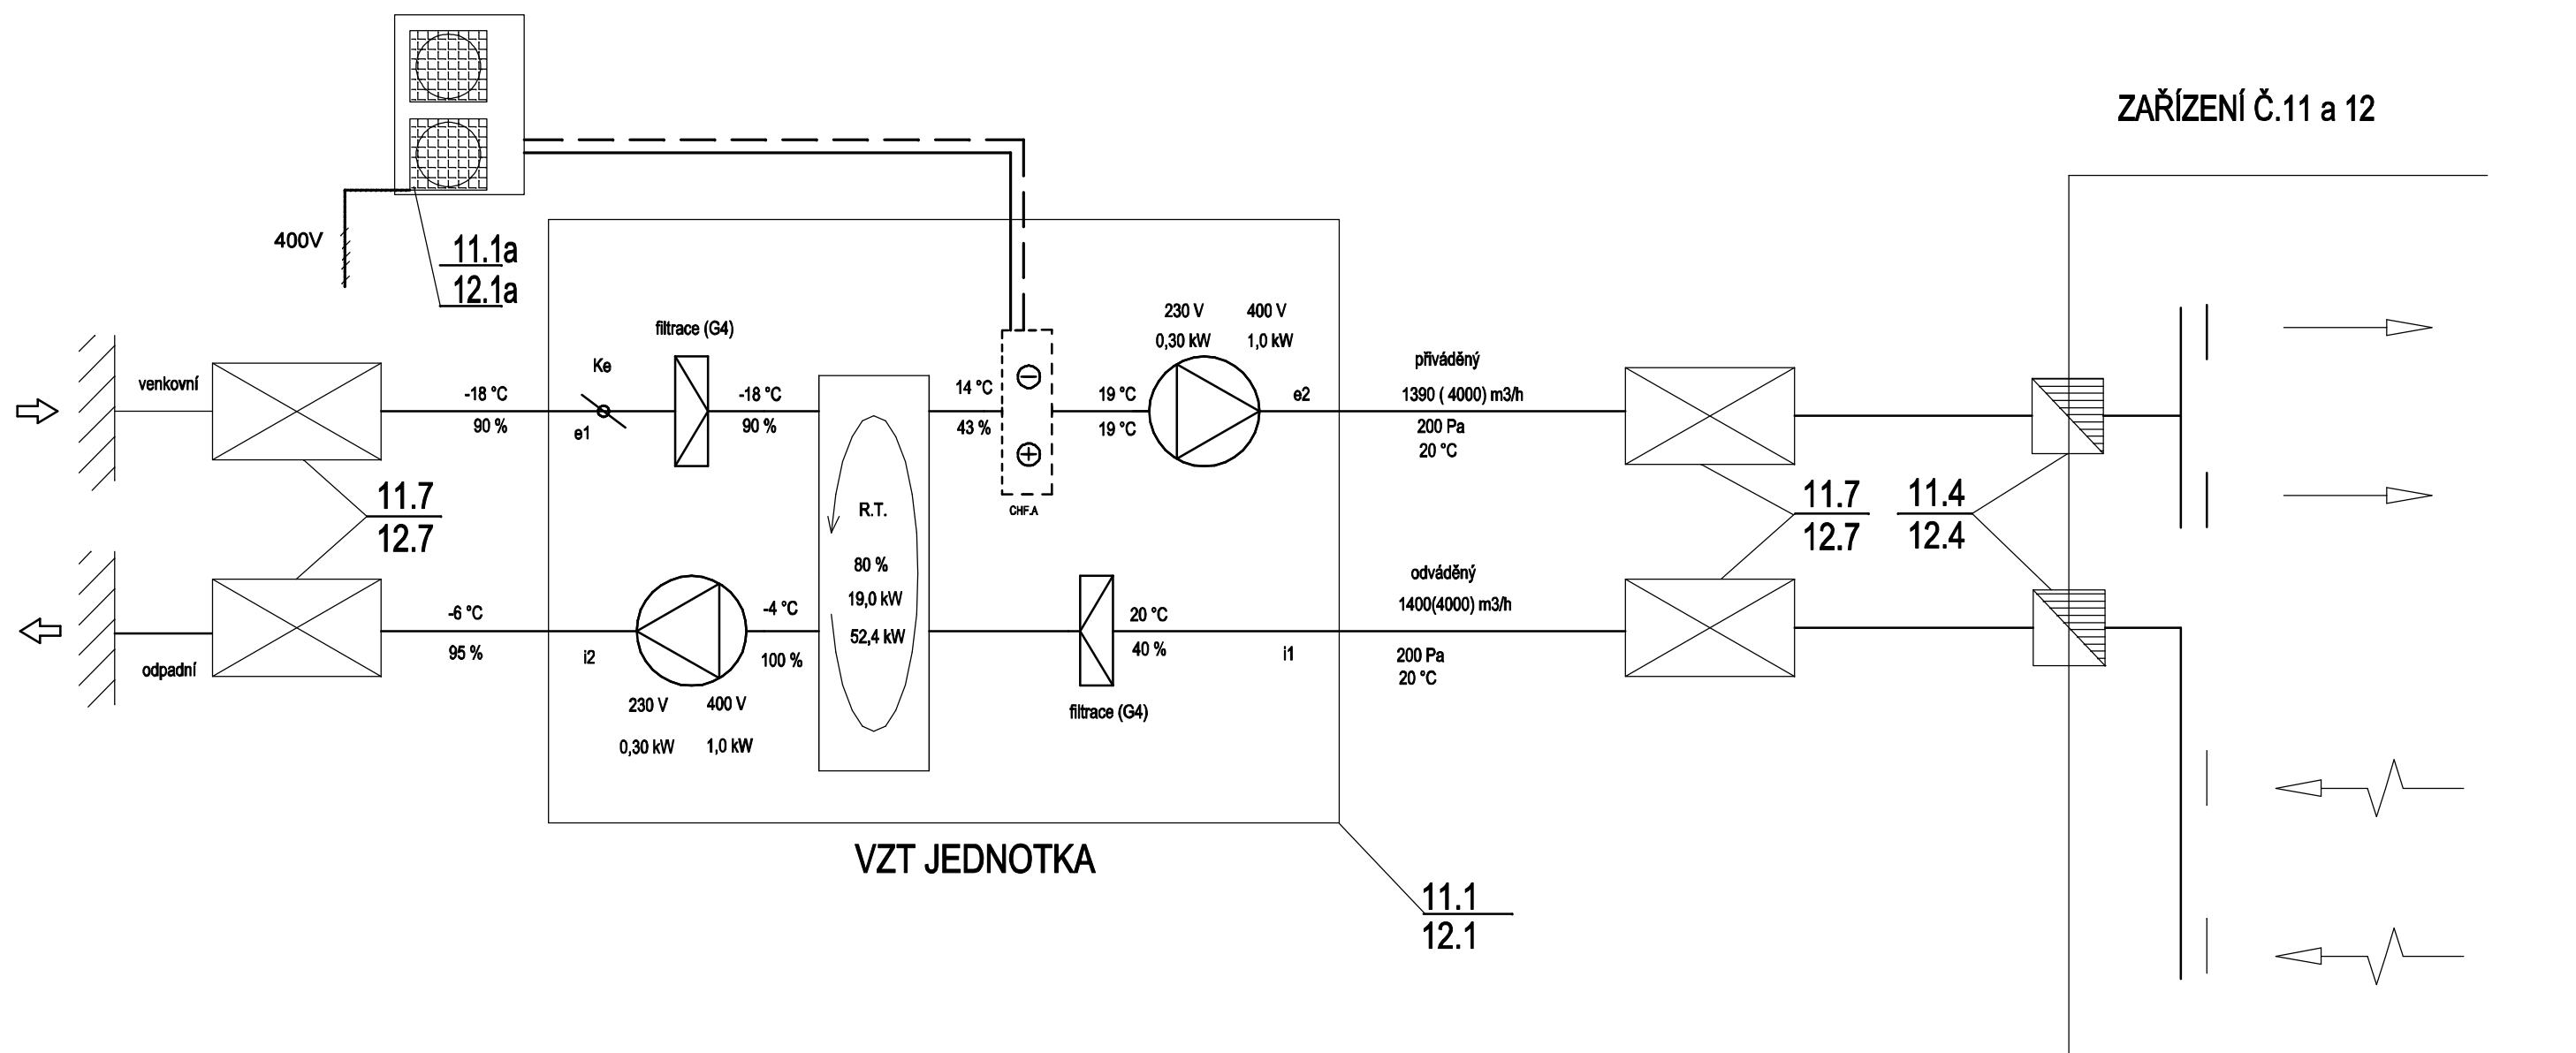 ZAŘÍZENÍ Č.11 a 12
400V
11.1a
12.1a
230 V
400 V
0,30 kW
1,0 kW
filtrace (G4)
Ke
venkovní
-18 °C
90 %
e1
-18 °C
90 %
14 °C
43 %
19 °C
19 °C
e2
přiváděný
1390 ( 4000) m3/h
200 Pa
20 °C
CHF.A
11.7
12.7
R.T.
80 %
19,0 kW
52,4 kW
11.7
12.7
11.4
12.4
odváděný
1400(4000) m3/h
200 Pa
20 °C
-6 °C
95 %
odpadní
i2
-4 °C
100 %
20 °C
40 %
i1
230 V
400 V
0,30 kW
1,0 kW
filtrace (G4)
VZT JEDNOTKA
11.1
12.1